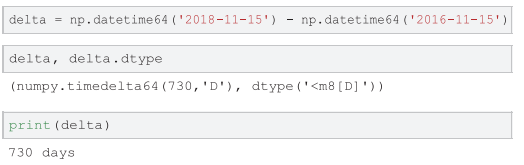 delta = np.datetime64('2018-11-15') - np.datetime64('2016-11-15')
delta, delta.dtype
(numpy.timedelta64(730,'D'), dtype('<m8[D]'))
print(delta)
730 days